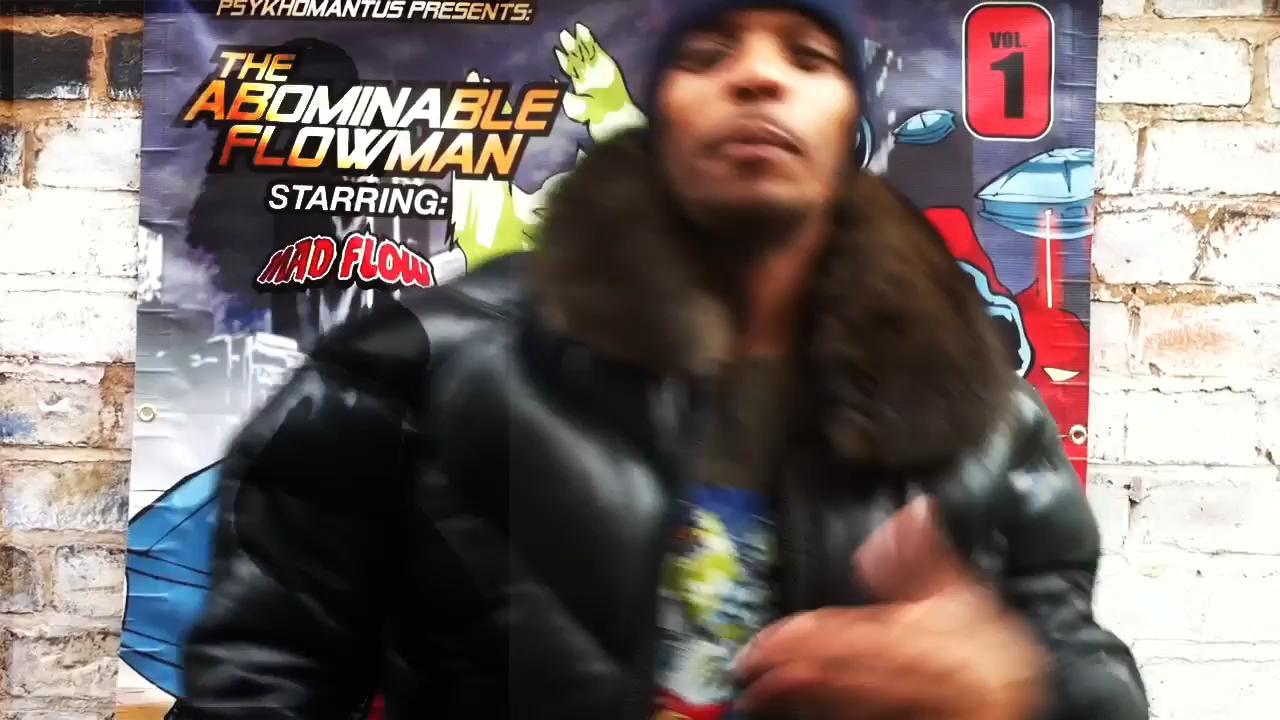 PSYKHOMANTUS PRESENTS:
THE
ABOMINABLE
FLOWMAN
STARRING:
MAD FLOW
VOL.
1